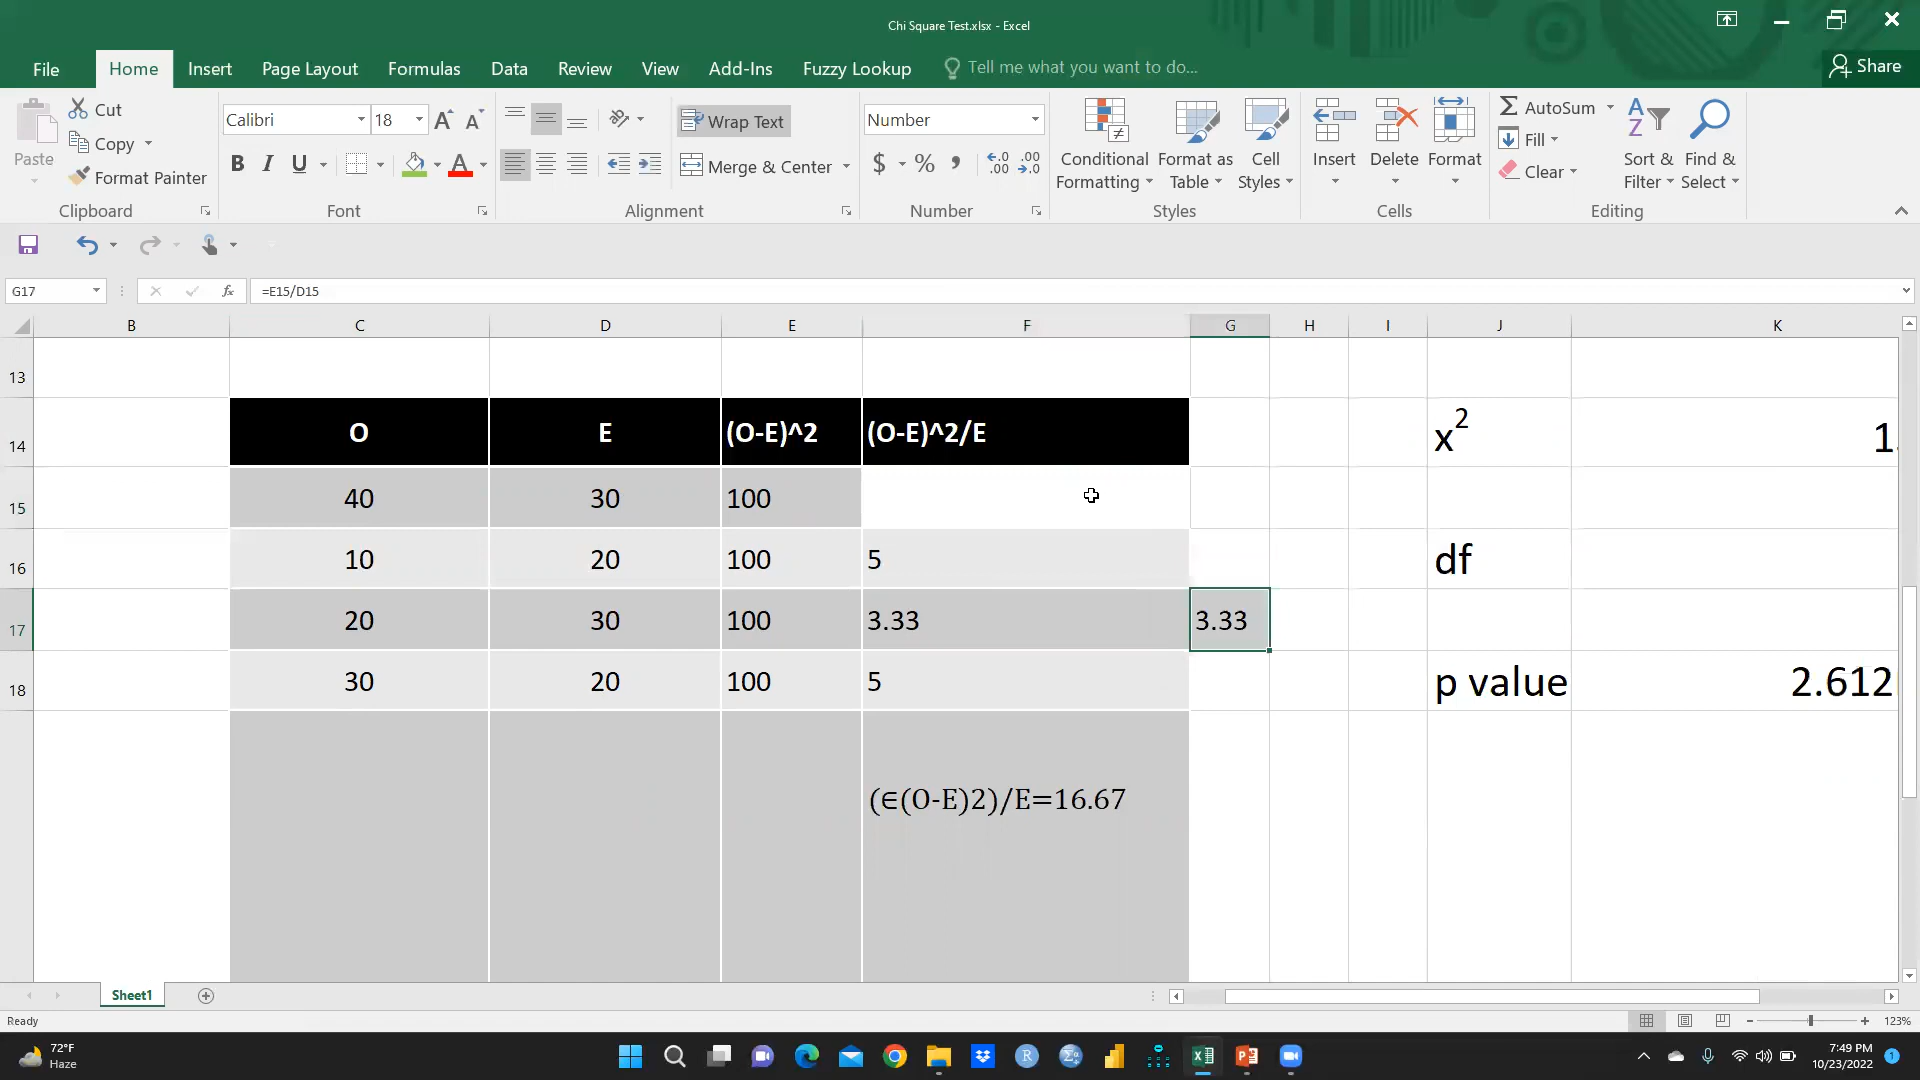 Chi Square Test.xlsx - Excel
File Home Insert Page Layout Formulas Data Review View Add-Ins Fuzzy Lookup Tell me what you want to do... Share
Cut
Copy
Paste
Format Painter
Clipboard
Calibri 18
B I U
Font
Wrap Text
Merge & Center
Alignment
Number
$ %
Number
Conditional Formatting
Format as Table
Cell Styles
Styles
Insert
Delete
Format
Cells
AutoSum
Fill
Clear
Sort & Filter
Find & Select
Editing
G17 fx =E15/D15
B C D E F G H I J K
13
14 O E (O-E)^2 (O-E)^2/E x2 1.
15 40 30 100
16 10 20 100 5 df
17 20 30 100 3.33 3.33
18 30 20 100 5 p value 2.612
(∈(O-E)2)/E=16.67
Sheet1
Ready
123%
72°F
Haze
7:49 PM
10/23/2022
1